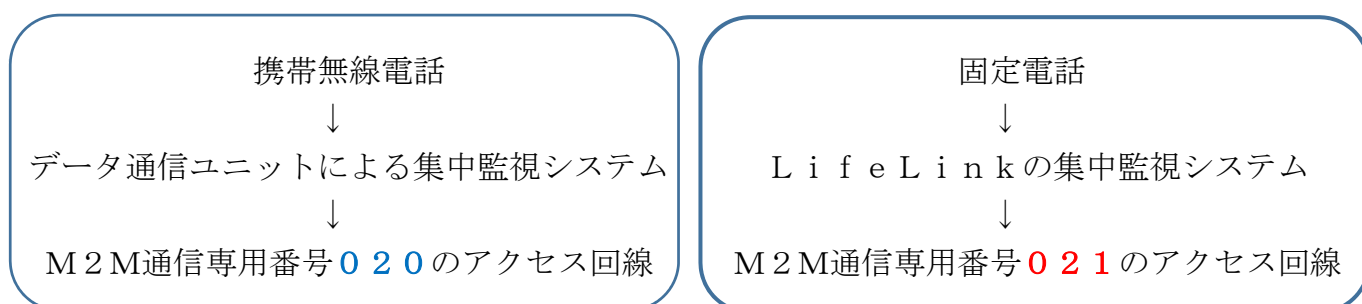 携帯無線電話
↓
データ通信ユニットによる集中監視システム
↓
Ｍ２Ｍ通信専用番号０２０のアクセス回線
固定電話
↓
ＬｉｆｅＬｉｎｋの集中監視システム
↓
Ｍ２Ｍ通信専用番号０２１のアクセス回線